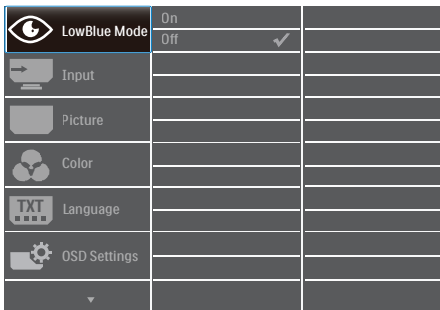 LowBlue Mode
On
Off
Input
Picture
Color
TXT
Language
OSD Settings